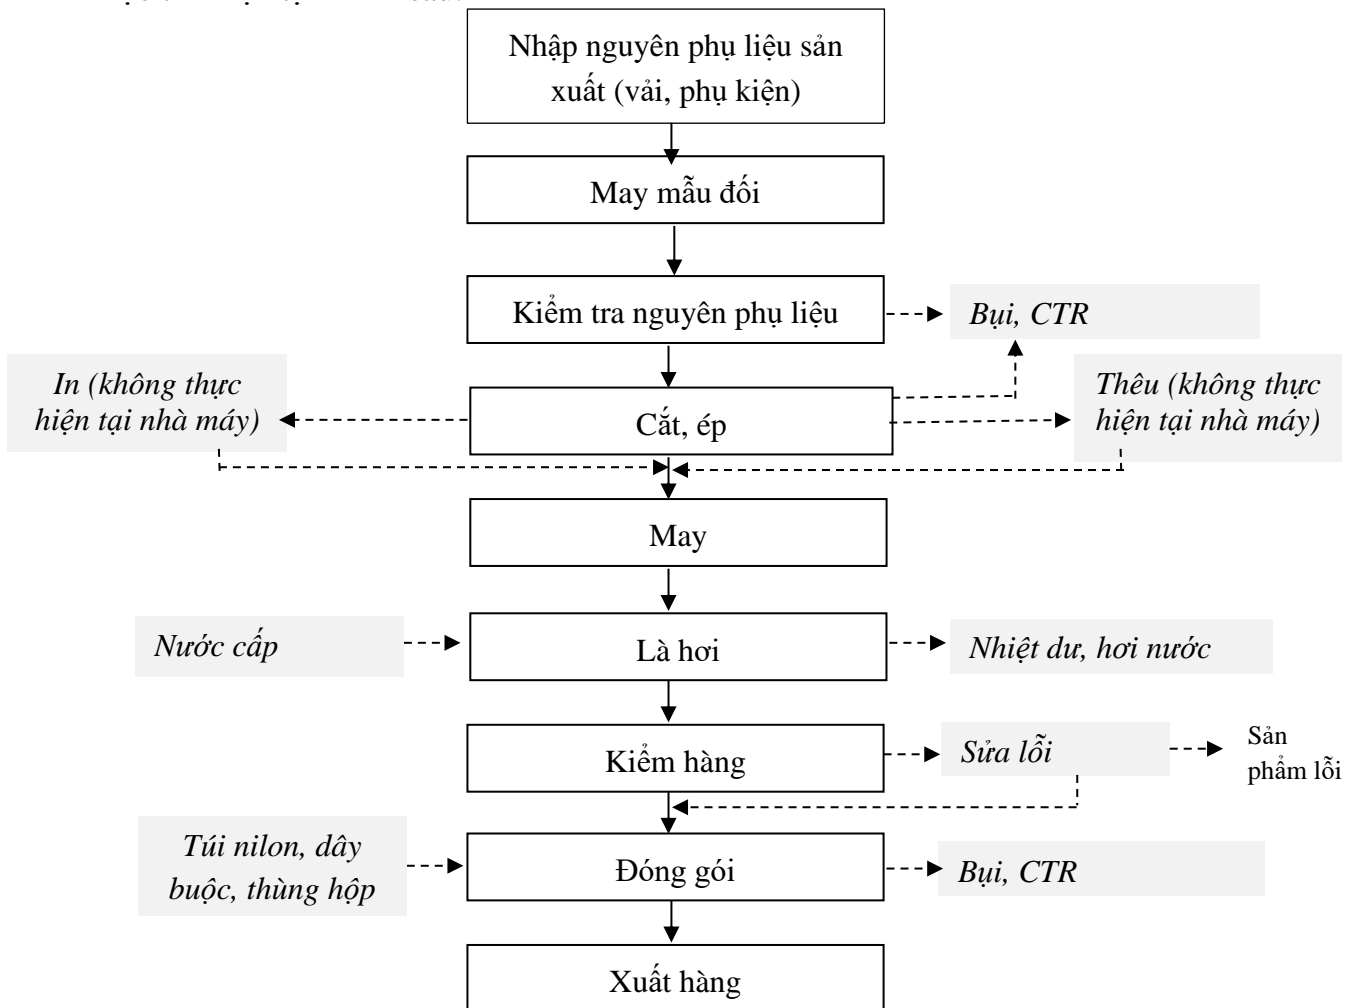 Nhập nguyên phụ liệu sản
xuất (vải, phụ kiện)
May mẫu đối
Kiểm tra nguyên phụ liệu
Bụi, CTR
In (không thực
hiện tại nhà máy)
Cắt, ép
Thêu (không thực
hiện tại nhà máy)
May
Nước cấp
Là hơi
Nhiệt dư, hơi nước
Kiểm hàng
Sửa lỗi
Sản
phẩm lỗi
Túi nilon, dây
buộc, thùng hộp
Đóng gói
Bụi, CTR
Xuất hàng